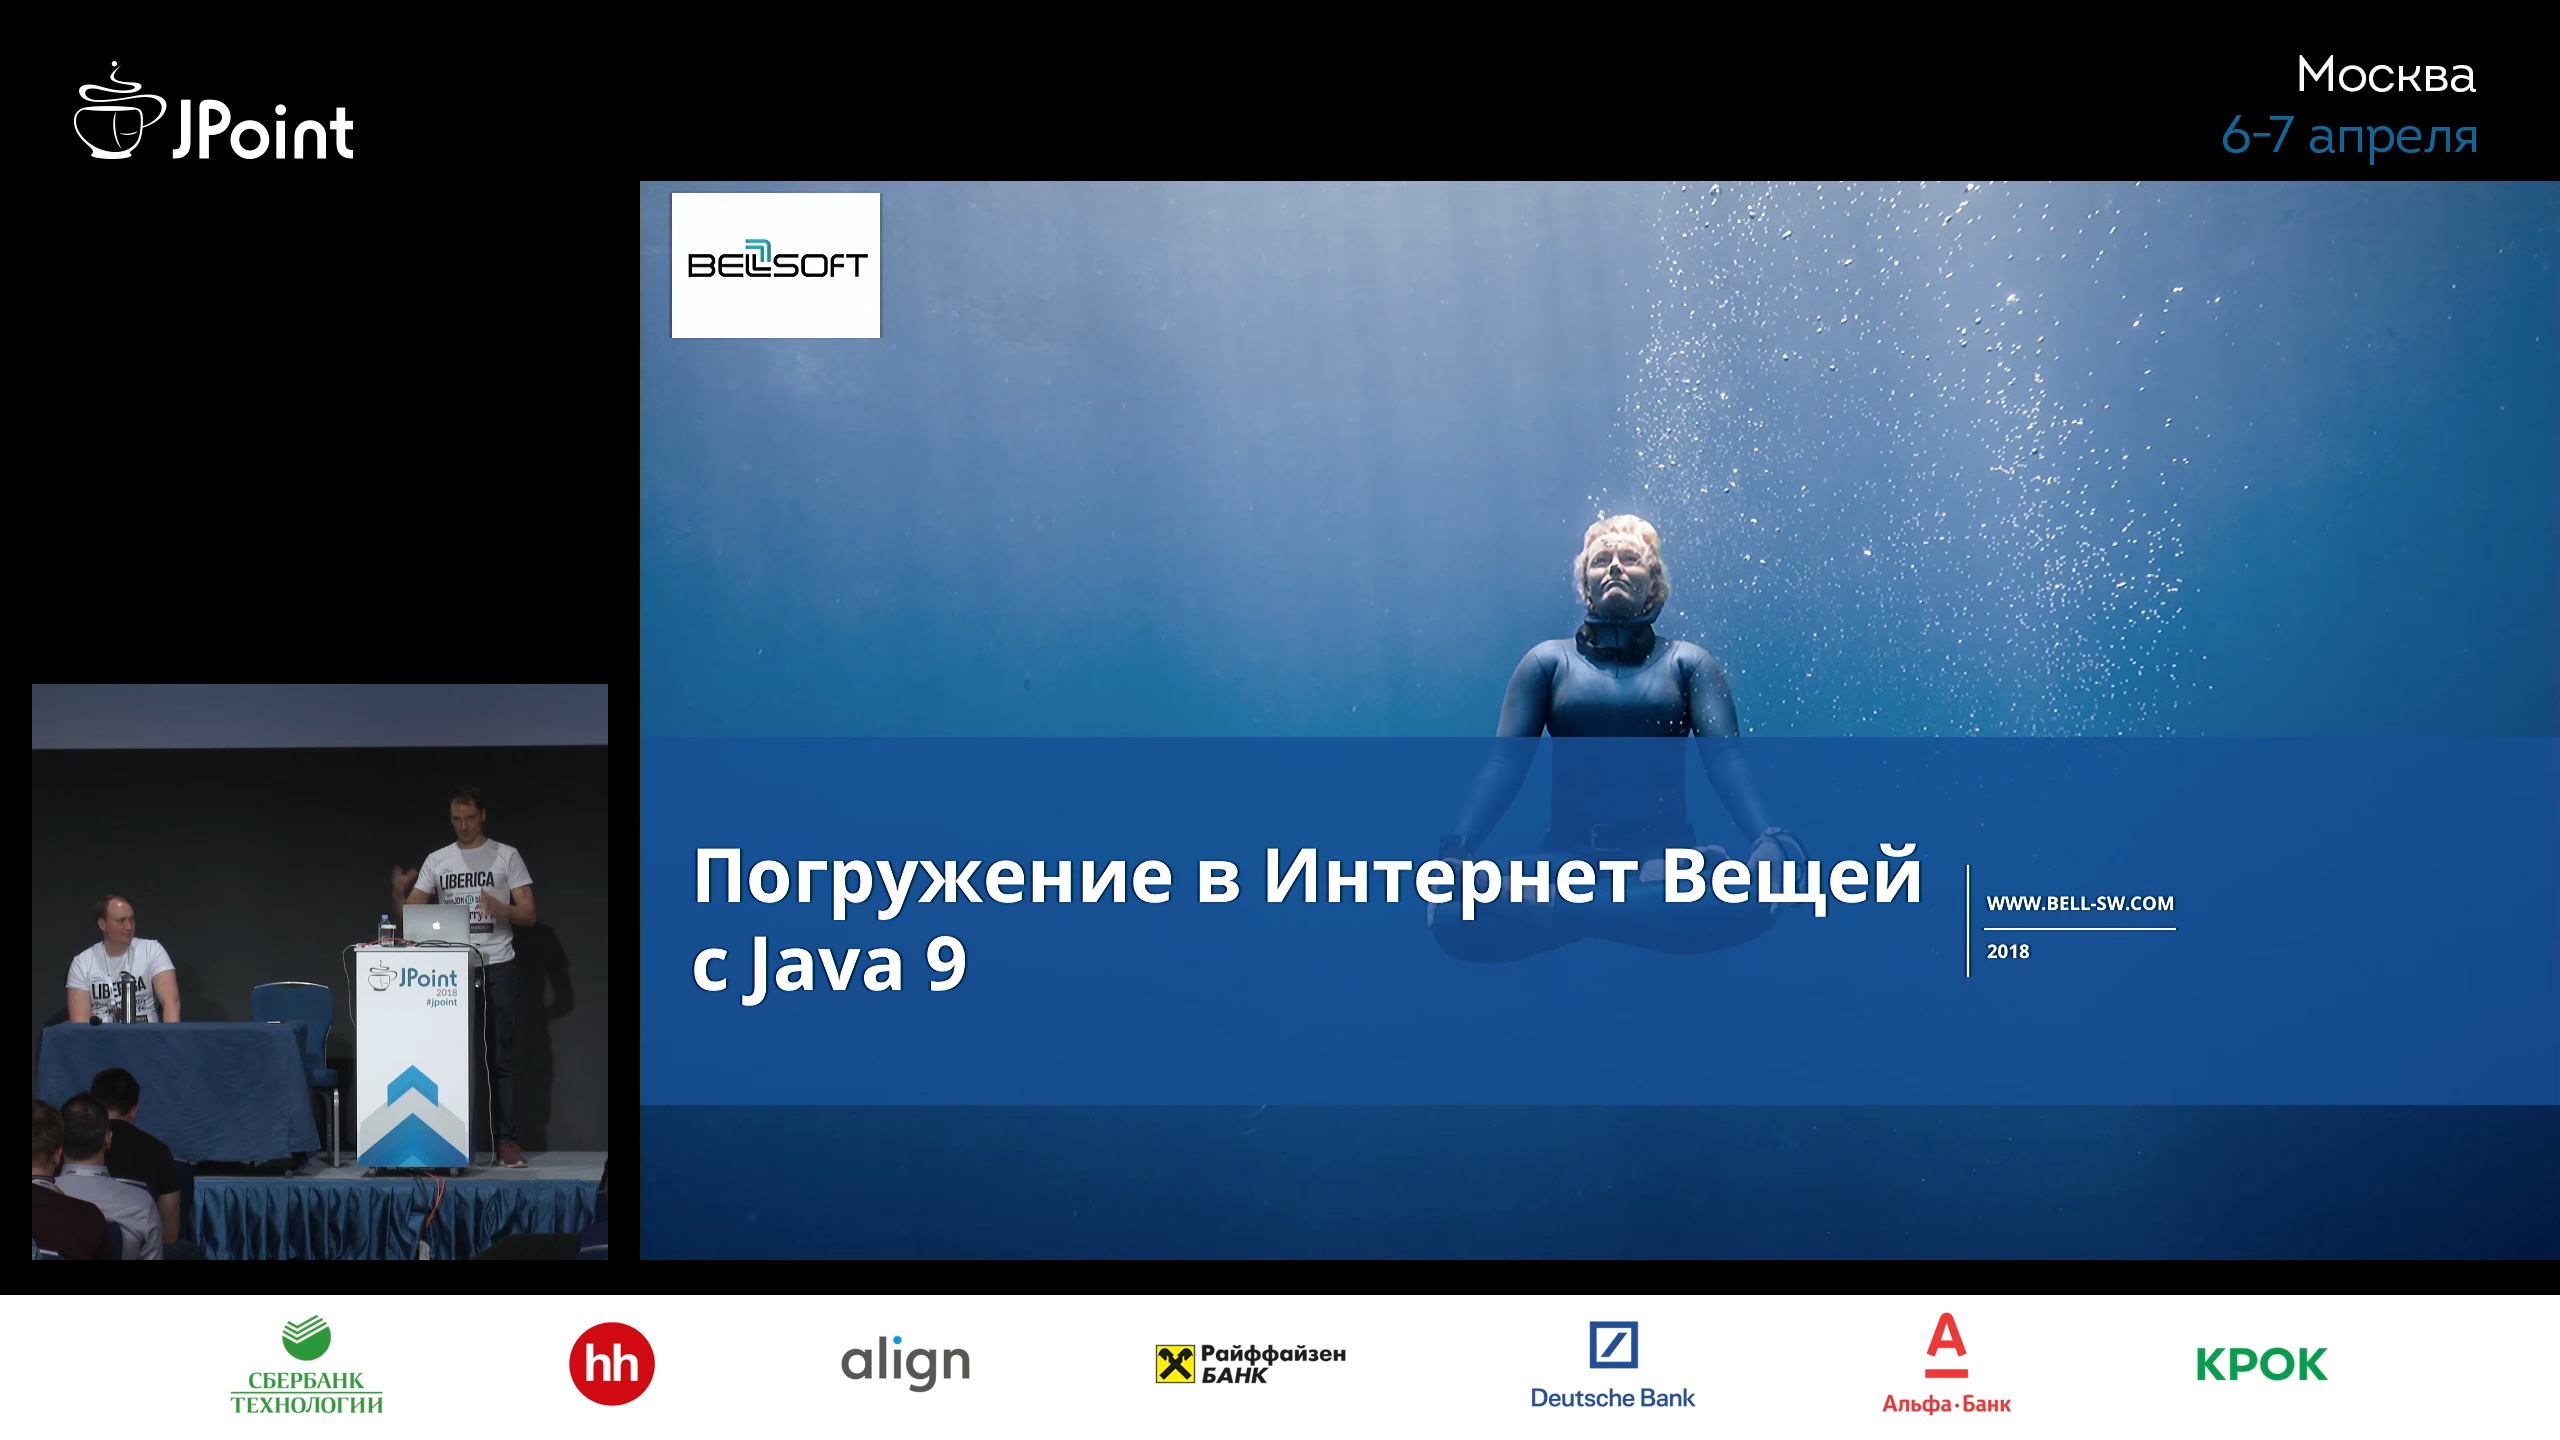 JPoint
Москва
6-7 апреля
BELLSOFT
Погружение в Интернет Вещей
с Java 9
WWW.BELL-SW.COM
2018
LIBERICA
LIBERICA
JPoint
2018
#jpoint
СБЕРБАНК
ТЕХНОЛОГИИ
hh
align
Райффайзен
БАНК
Deutsche Bank
А
Альфа·Банк
КРОК